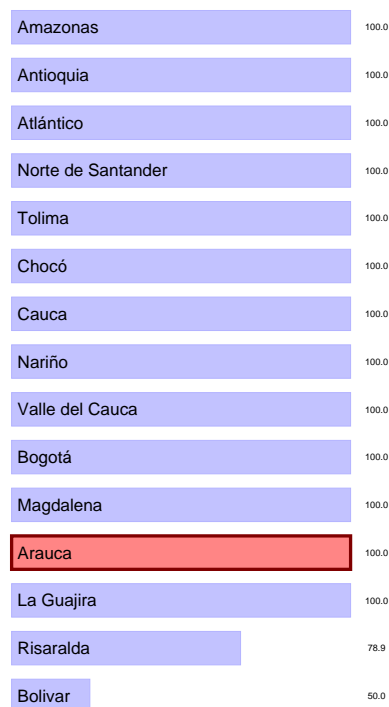 Amazonas 100.0
Antioquia 100.0
Atlántico 100.0
Norte de Santander 100.0
Tolima 100.0
Chocó 100.0
Cauca 100.0
Nariño 100.0
Valle del Cauca 100.0
Bogotá 100.0
Magdalena 100.0
Arauca 100.0
La Guajira 100.0
Risaralda 78.9
Bolivar 50.0